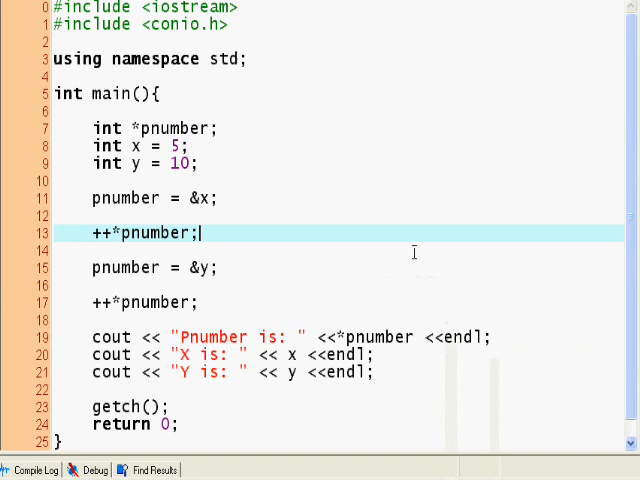 0 #include <iostream>
1 #include <conio.h>
2
3 using namespace std;
4
5 int main(){
6
7 int *pnumber;
8 int x = 5;
9 int y = 10;
10
11 pnumber = &x;
12
13 ++*pnumber;
14
15 pnumber = &y;
16
17 ++*pnumber;
18
19 cout << "Pnumber is: " <<*pnumber <<endl;
20 cout << "X is: " << x <<endl;
21 cout << "Y is: " << y <<endl;
22
23 getch();
24 return 0;
25 }
Compile Log Debug Find Results